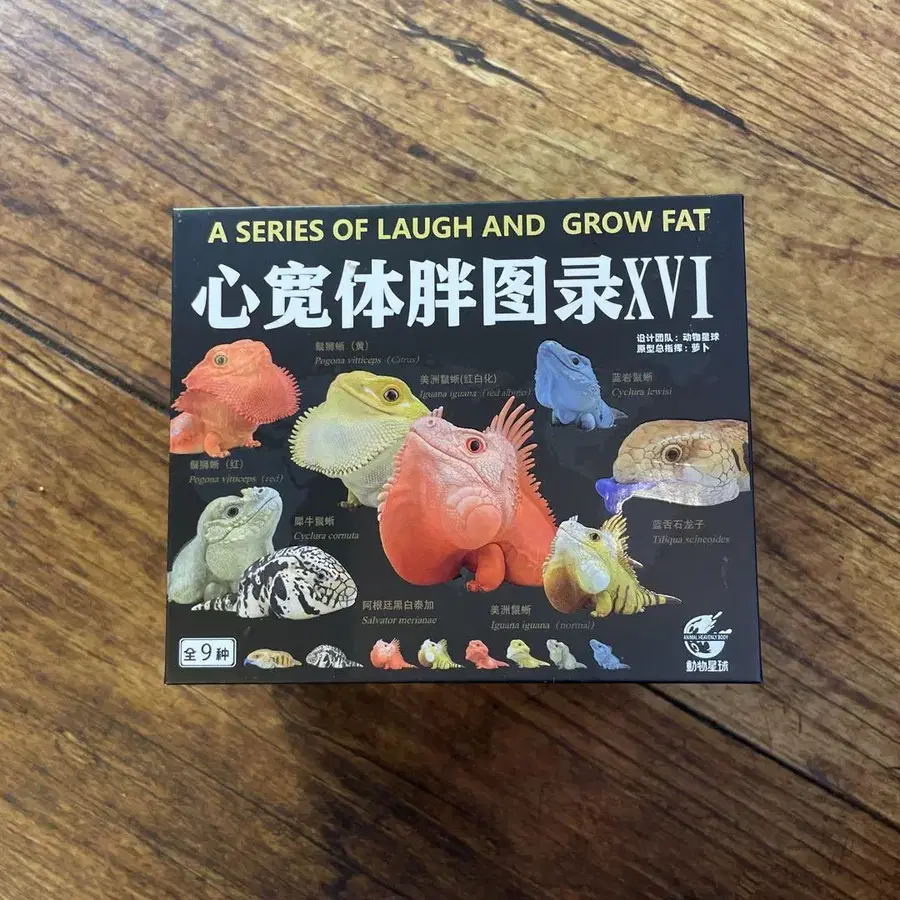 A SERIES OF LAUGH AND GROW FAT
心宽体胖图录XVI
设计团队：动物星球
原型总指挥：萝卜
鬃狮蜥（黄）
Pogona vitticeps (Citrus)
美洲鬣蜥(红白化)
Iguana iguana (red albino)
蓝岩鬣蜥
Cyclura lewisi
鬃狮蜥（红）
Pogona vitticeps (red)
犀牛鬣蜥
Cyclura cornuta
蓝舌石龙子
Tiliqua scincoides
阿根廷黑白泰加
Salvator merianae
美洲鬣蜥
Iguana iguana (normal)
全9种
ANIMAL HEAVENLY BODY
動物星球